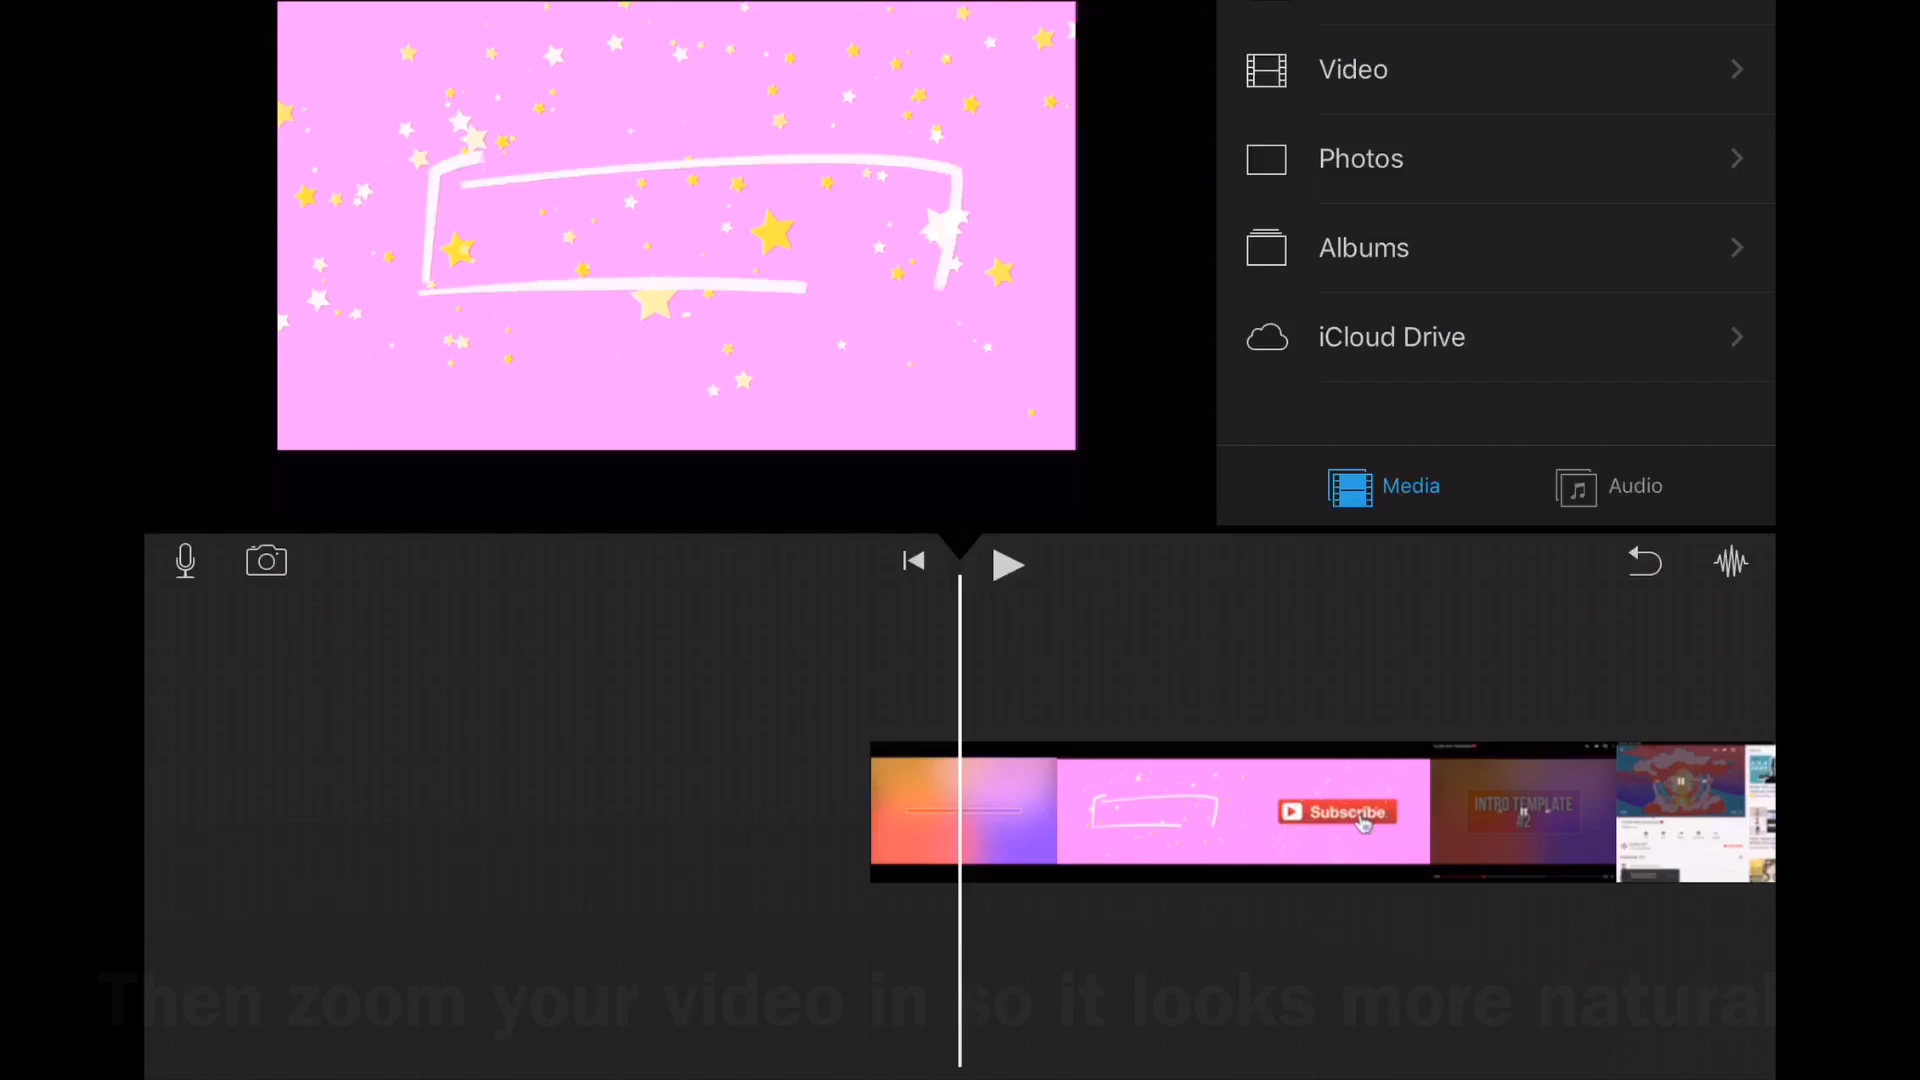 Video
Photos
Albums
iCloud Drive
Media
Audio
Subscribe
INTRO TEMPLATE
#2
Then zoom your video in so it looks more natural